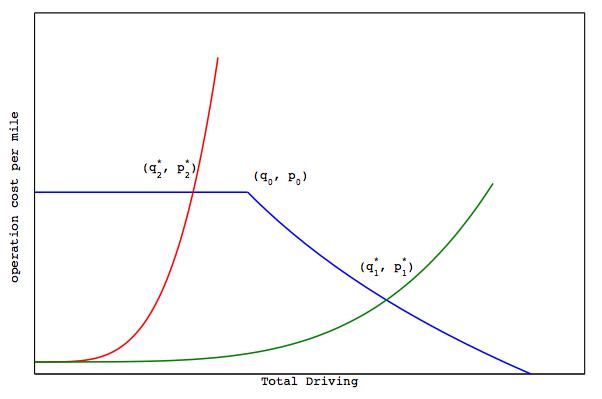 (q₂*, p₂*)
(q₀, p₀)
(q₁*, p₁*)
operation cost per mile
Total Driving